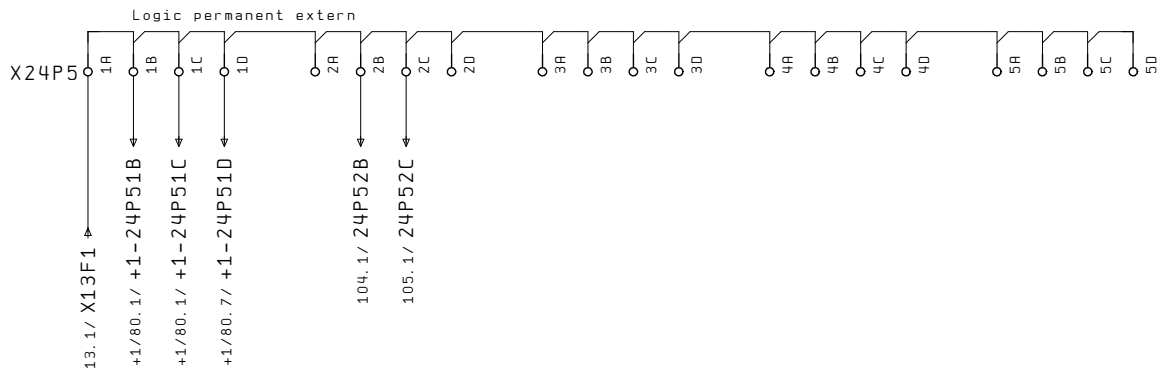 Logic permanent extern
X24P5
1A
1B
1C
1D
2A
2B
2C
2D
3A
3B
3C
3D
4A
4B
4C
4D
5A
5B
5C
5D
13.1/ X13F1
+1/80.1/ +1-24P51B
+1/80.1/ +1-24P51C
+1/80.7/ +1-24P51D
104.1/ 24P52B
105.1/ 24P52C